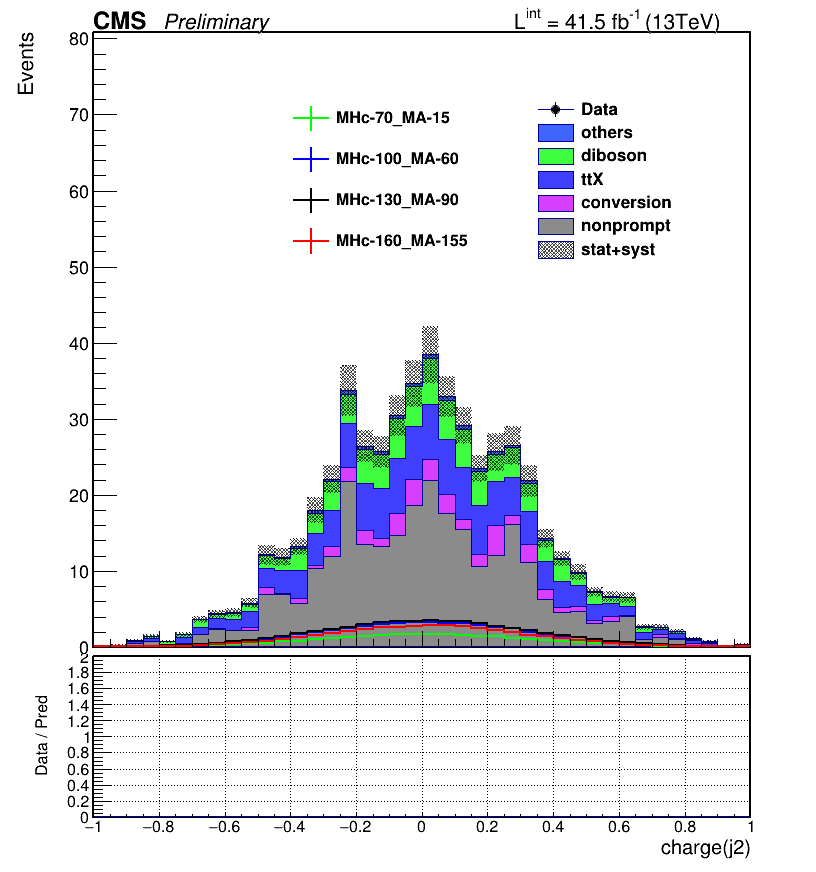 CMS Preliminary L^int = 41.5 fb^-1 (13TeV)
Events
80
70
60
50
40
30
20
10
0
MHc-70_MA-15
MHc-100_MA-60
MHc-130_MA-90
MHc-160_MA-155
Data
others
diboson
ttX
conversion
nonprompt
stat+syst
Data / Pred
2
1.8
1.6
1.4
1.2
1
0.8
0.6
0.4
0.2
0
−1 −0.8 −0.6 −0.4 −0.2 0 0.2 0.4 0.6 0.8 1
charge(j2)